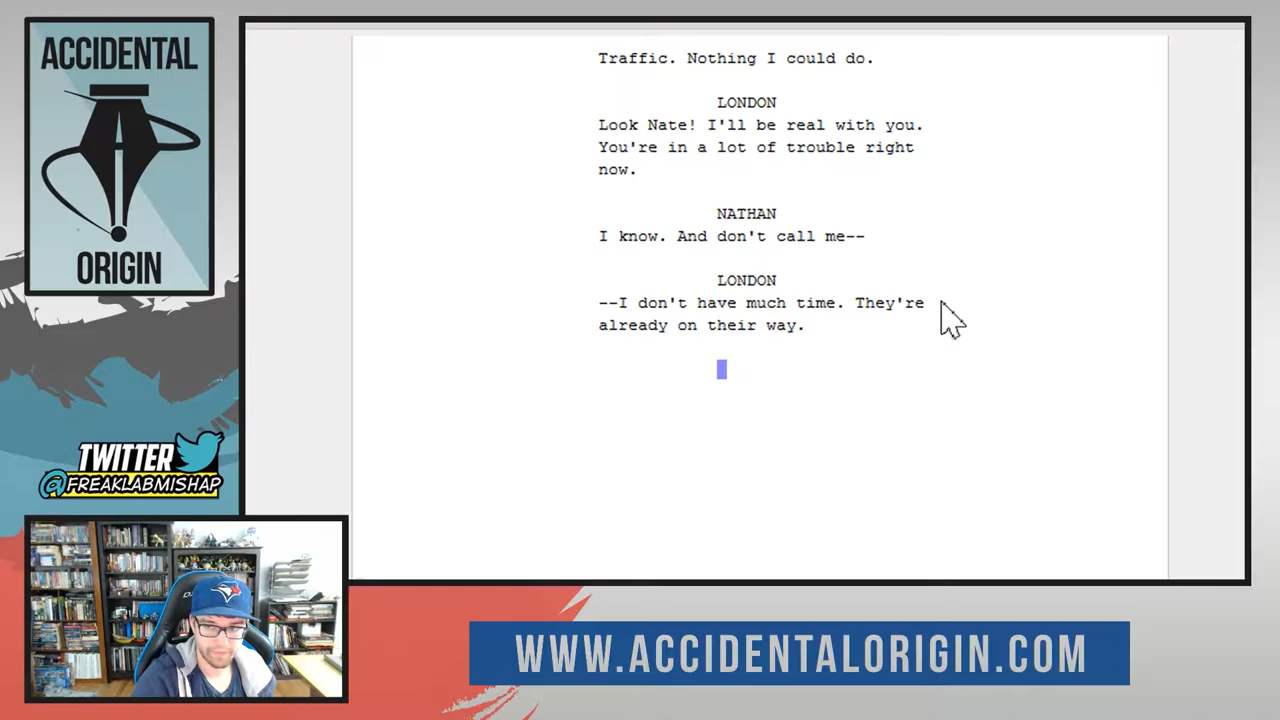 ACCIDENTAL
ORIGIN
Traffic. Nothing I could do.
LONDON
Look Nate! I'll be real with you.
You're in a lot of trouble right
now.
NATHAN
I know. And don't call me--
LONDON
--I don't have much time. They're
already on their way.
TWITTER
@FREAKLABMISHAP
WWW.ACCIDENTALORIGIN.COM